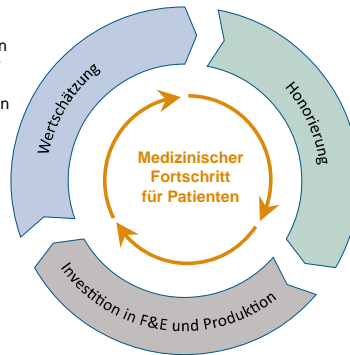 n
n
Wertschätzung
Honorierung
Medizinischer
Fortschritt
für Patienten
Investition in F&E und Produktion